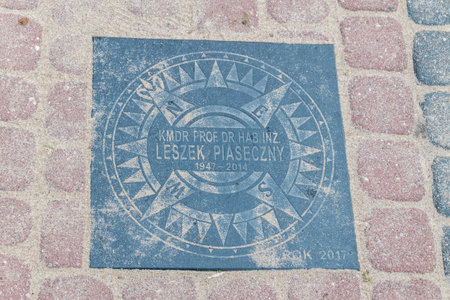 N
E
KMDR PROF DR HAB INŻ.
LESZEK PIASECZNY
1947-2014
W
S
ROK 2017